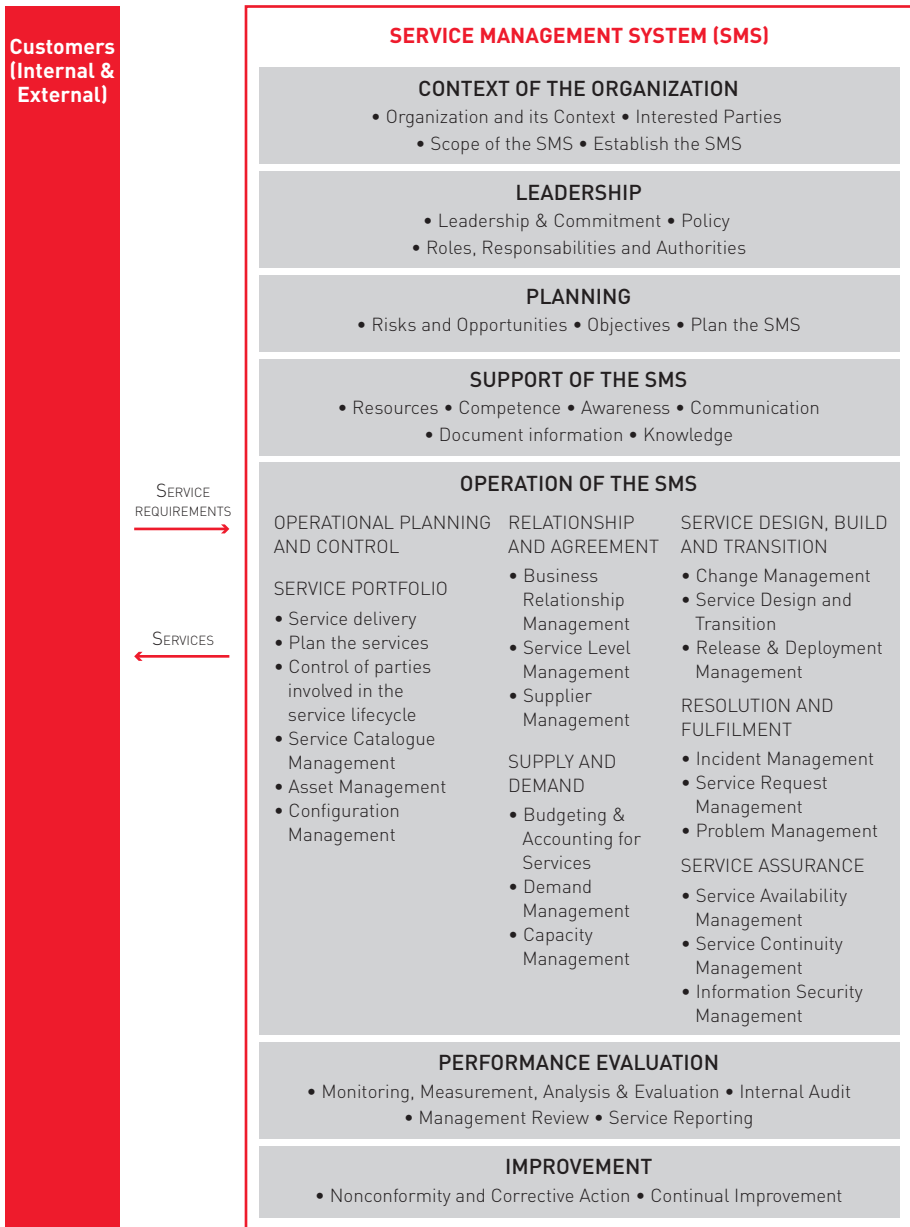 Customers
(Internal &
External)
SERVICE MANAGEMENT SYSTEM (SMS)
CONTEXT OF THE ORGANIZATION
• Organization and its Context • Interested Parties
• Scope of the SMS • Establish the SMS
LEADERSHIP
• Leadership & Commitment • Policy
• Roles, Responsabilities and Authorities
PLANNING
• Risks and Opportunities • Objectives • Plan the SMS
SUPPORT OF THE SMS
• Resources • Competence • Awareness • Communication
• Document information • Knowledge
SERVICE
REQUIREMENTS
SERVICES
OPERATION OF THE SMS
OPERATIONAL PLANNING
AND CONTROL
SERVICE PORTFOLIO
• Service delivery
• Plan the services
• Control of parties
involved in the
service lifecycle
• Service Catalogue
Management
• Asset Management
• Configuration
Management
RELATIONSHIP
AND AGREEMENT
• Business
Relationship
Management
• Service Level
Management
• Supplier
Management
SUPPLY AND
DEMAND
• Budgeting &
Accounting for
Services
• Demand
Management
• Capacity
Management
SERVICE DESIGN, BUILD
AND TRANSITION
• Change Management
• Service Design and
Transition
• Release & Deployment
Management
RESOLUTION AND
FULFILMENT
• Incident Management
• Service Request
Management
• Problem Management
SERVICE ASSURANCE
• Service Availability
Management
• Service Continuity
Management
• Information Security
Management
PERFORMANCE EVALUATION
• Monitoring, Measurement, Analysis & Evaluation • Internal Audit
• Management Review • Service Reporting
IMPROVEMENT
• Nonconformity and Corrective Action • Continual Improvement